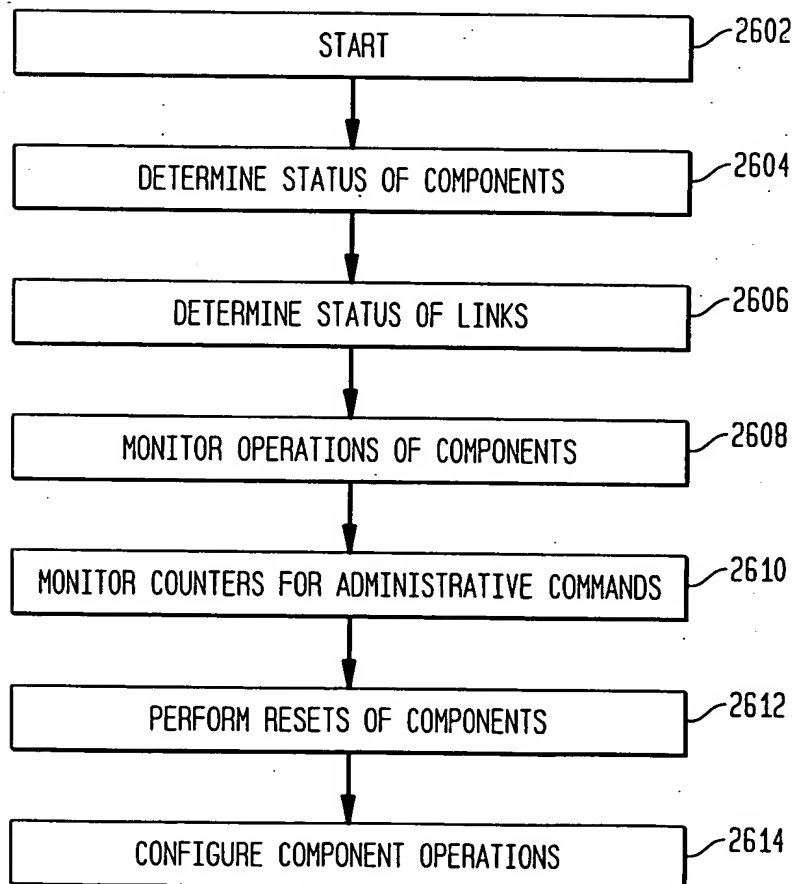 START 2602
DETERMINE STATUS OF COMPONENTS 2604
DETERMINE STATUS OF LINKS 2606
MONITOR OPERATIONS OF COMPONENTS 2608
MONITOR COUNTERS FOR ADMINISTRATIVE COMMANDS 2610
PERFORM RESETS OF COMPONENTS 2612
CONFIGURE COMPONENT OPERATIONS 2614